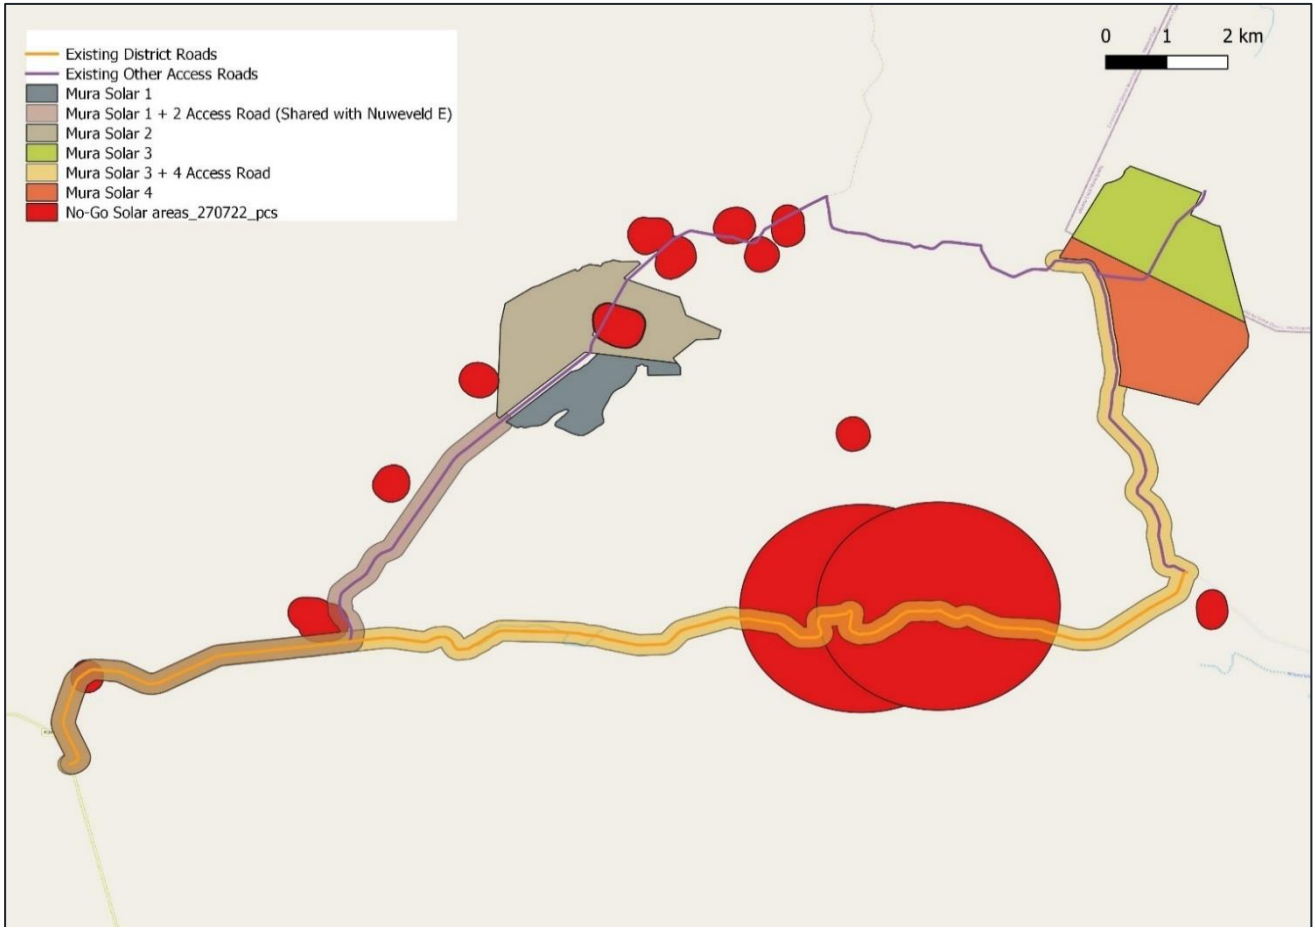 Existing District Roads
Existing Other Access Roads
Mura Solar 1
Mura Solar 1 + 2 Access Road (Shared with Nuweveld E)
Mura Solar 2
Mura Solar 3
Mura Solar 3 + 4 Access Road
Mura Solar 4
No-Go Solar areas_270722_pcs
0 1 2 km